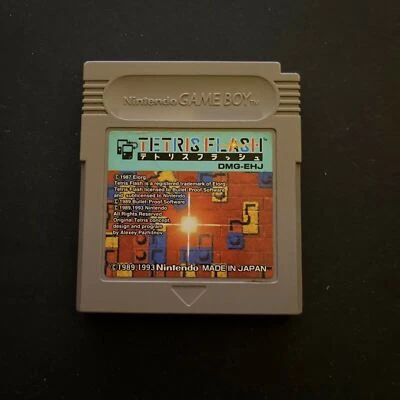 Nintendo GAME BOY TM
TETRIS FLASH™
テトリスフラッシュ
DMG-EHJ
© 1987 Elorg
Tetris Flash is a registered trademark of Elorg.
Tetris Flash licensed to Bullet-Proof Software
and sublicensed to Nintendo.
© 1989 Bullet-Proof Software
© 1989,1993 Nintendo
All Rights Reserved
Original Tetris concept,
design and program
by Alexey Pazhitnov
© 1989,1993 Nintendo MADE IN JAPAN